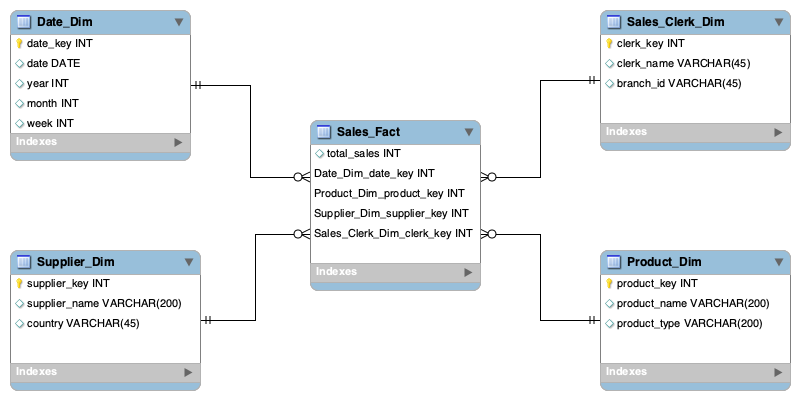 Date_Dim
date_key INT
date DATE
year INT
month INT
week INT
Indexes
Sales_Clerk_Dim
clerk_key INT
clerk_name VARCHAR(45)
branch_id VARCHAR(45)
Indexes
Sales_Fact
total_sales INT
Date_Dim_date_key INT
Product_Dim_product_key INT
Supplier_Dim_supplier_key INT
Sales_Clerk_Dim_clerk_key INT
Indexes
Supplier_Dim
supplier_key INT
supplier_name VARCHAR(200)
country VARCHAR(45)
Indexes
Product_Dim
product_key INT
product_name VARCHAR(200)
product_type VARCHAR(200)
Indexes